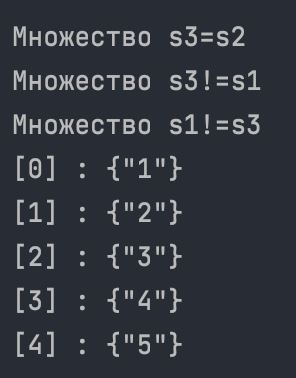 Множество s3=s2
Множество s3!=s1
Множество s1!=s3
[0] : {"1"}
[1] : {"2"}
[2] : {"3"}
[3] : {"4"}
[4] : {"5"}